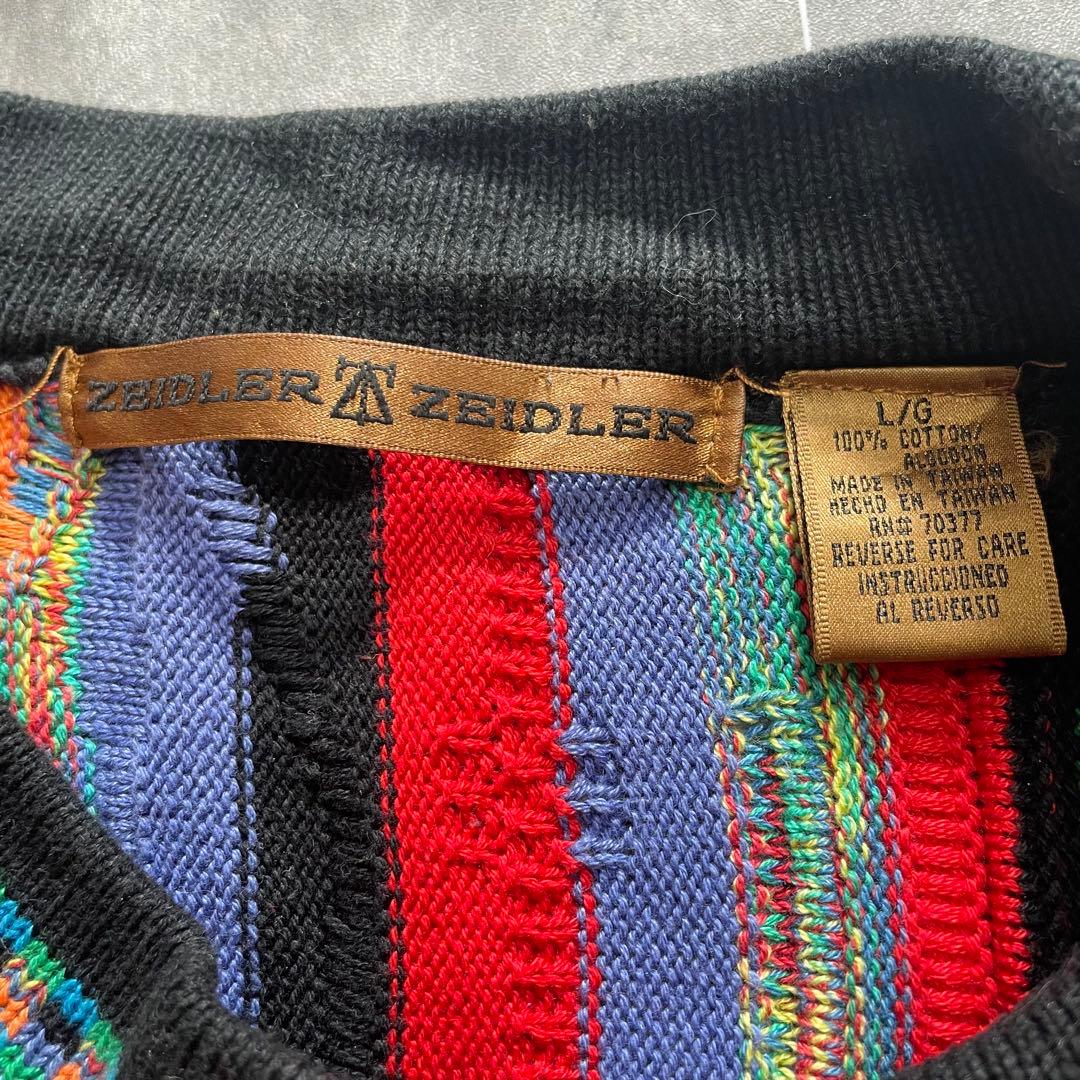 ZEIDLER ZEIDLER
L/G
100% COTTON/
ALGODON
MADE IN TAIWAN
HECHO EN TAIWAN
RN# 70377
REVERSE FOR CARE
INSTRUCCIONED
AL REVERSO